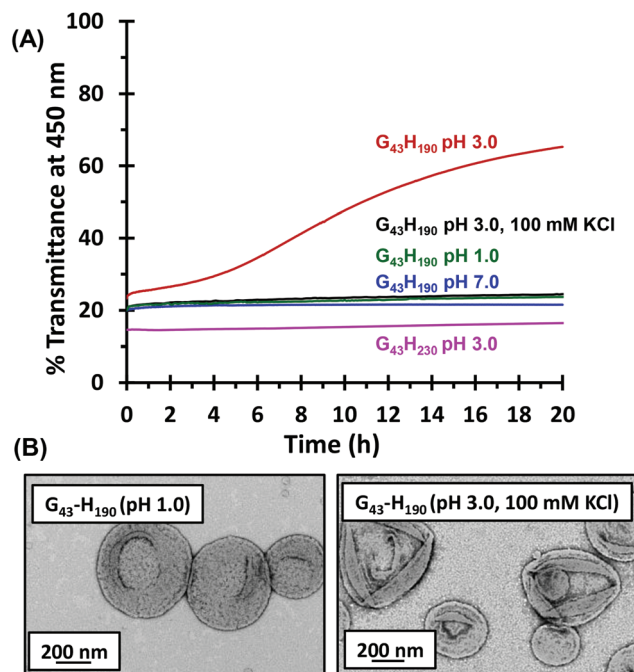 (A)
% Transmittance at 450 nm
100
80
60
40
20
0
G₄₃H₁₉₀ pH 3.0
G₄₃H₁₉₀ pH 3.0, 100 mM KCl
G₄₃H₁₉₀ pH 1.0
G₄₃H₁₉₀ pH 7.0
G₄₃H₂₃₀ pH 3.0
0 2 4 6 8 10 12 14 16 18 20
Time (h)
(B)
G₄₃-H₁₉₀ (pH 1.0)
200 nm
G₄₃-H₁₉₀ (pH 3.0, 100 mM KCl)
200 nm